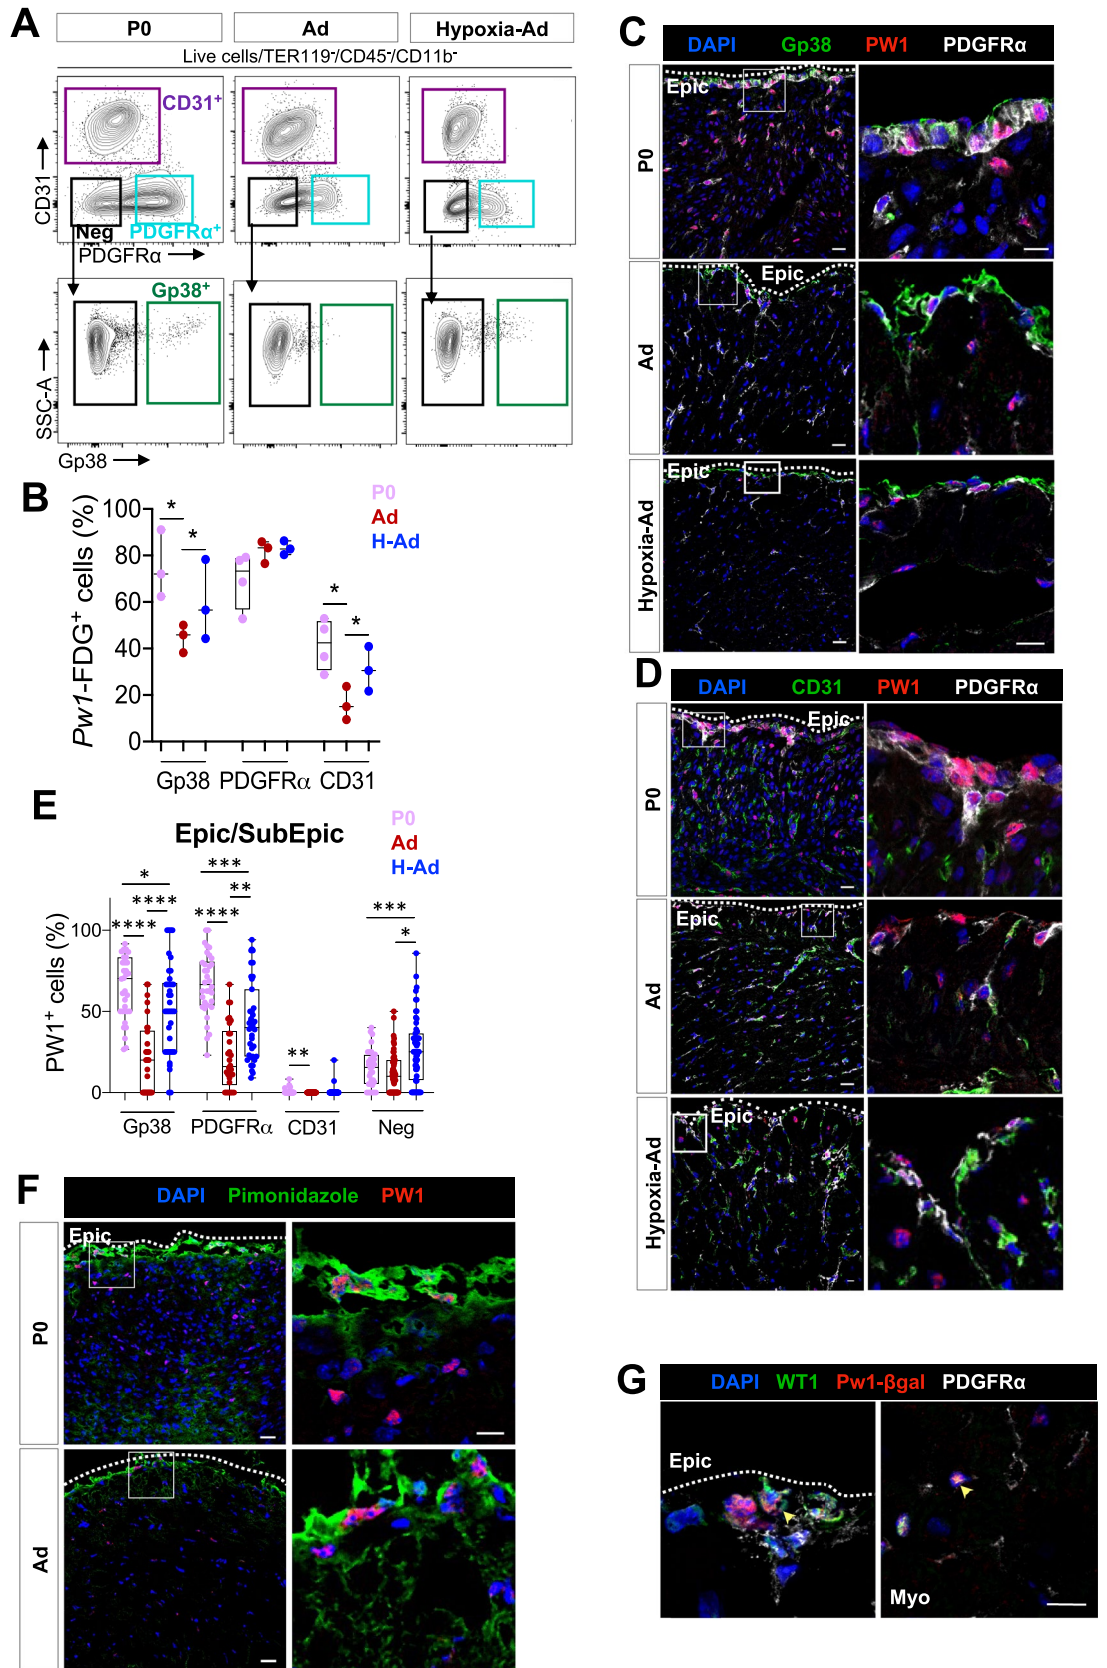 A
P0 Ad Hypoxia-Ad
Live cells/TER119-/CD45-/CD11b-
CD31+
CD31
Neg PDGFRα+
PDGFRα
Gp38+
SSC-A
Gp38
B
P0
Ad
H-Ad
Pw1-FDG+ cells (%)
100
80
60
40
20
0
* * * *
Gp38 PDGFRα CD31
C
DAPI Gp38 PW1 PDGFRα
P0
Epic
Ad
Epic
Hypoxia-Ad
Epic
D
DAPI CD31 PW1 PDGFRα
P0
Epic
Ad
Epic
Hypoxia-Ad
Epic
E
Epic/SubEpic
P0
Ad
H-Ad
PW1+ cells (%)
100
50
0
* **** ****
*** ** ****
**
*** *
Gp38 PDGFRα CD31 Neg
F
DAPI Pimonidazole PW1
P0
Epic
Ad
G
DAPI WT1 Pw1-βgal PDGFRα
Epic
Myo